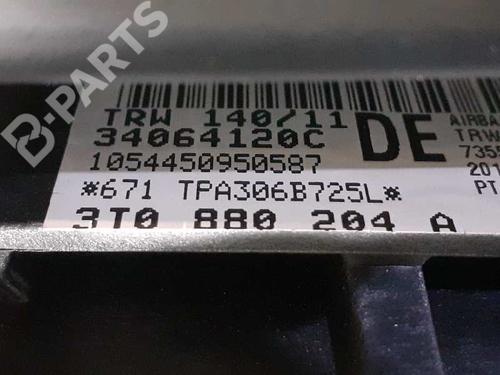 B-PARTS
TRW 140/11
34064120C
1054450950587
*671 TPA306B725L*
3T0 880 204 A
DE
AIRBA
TRW
735
201
PT